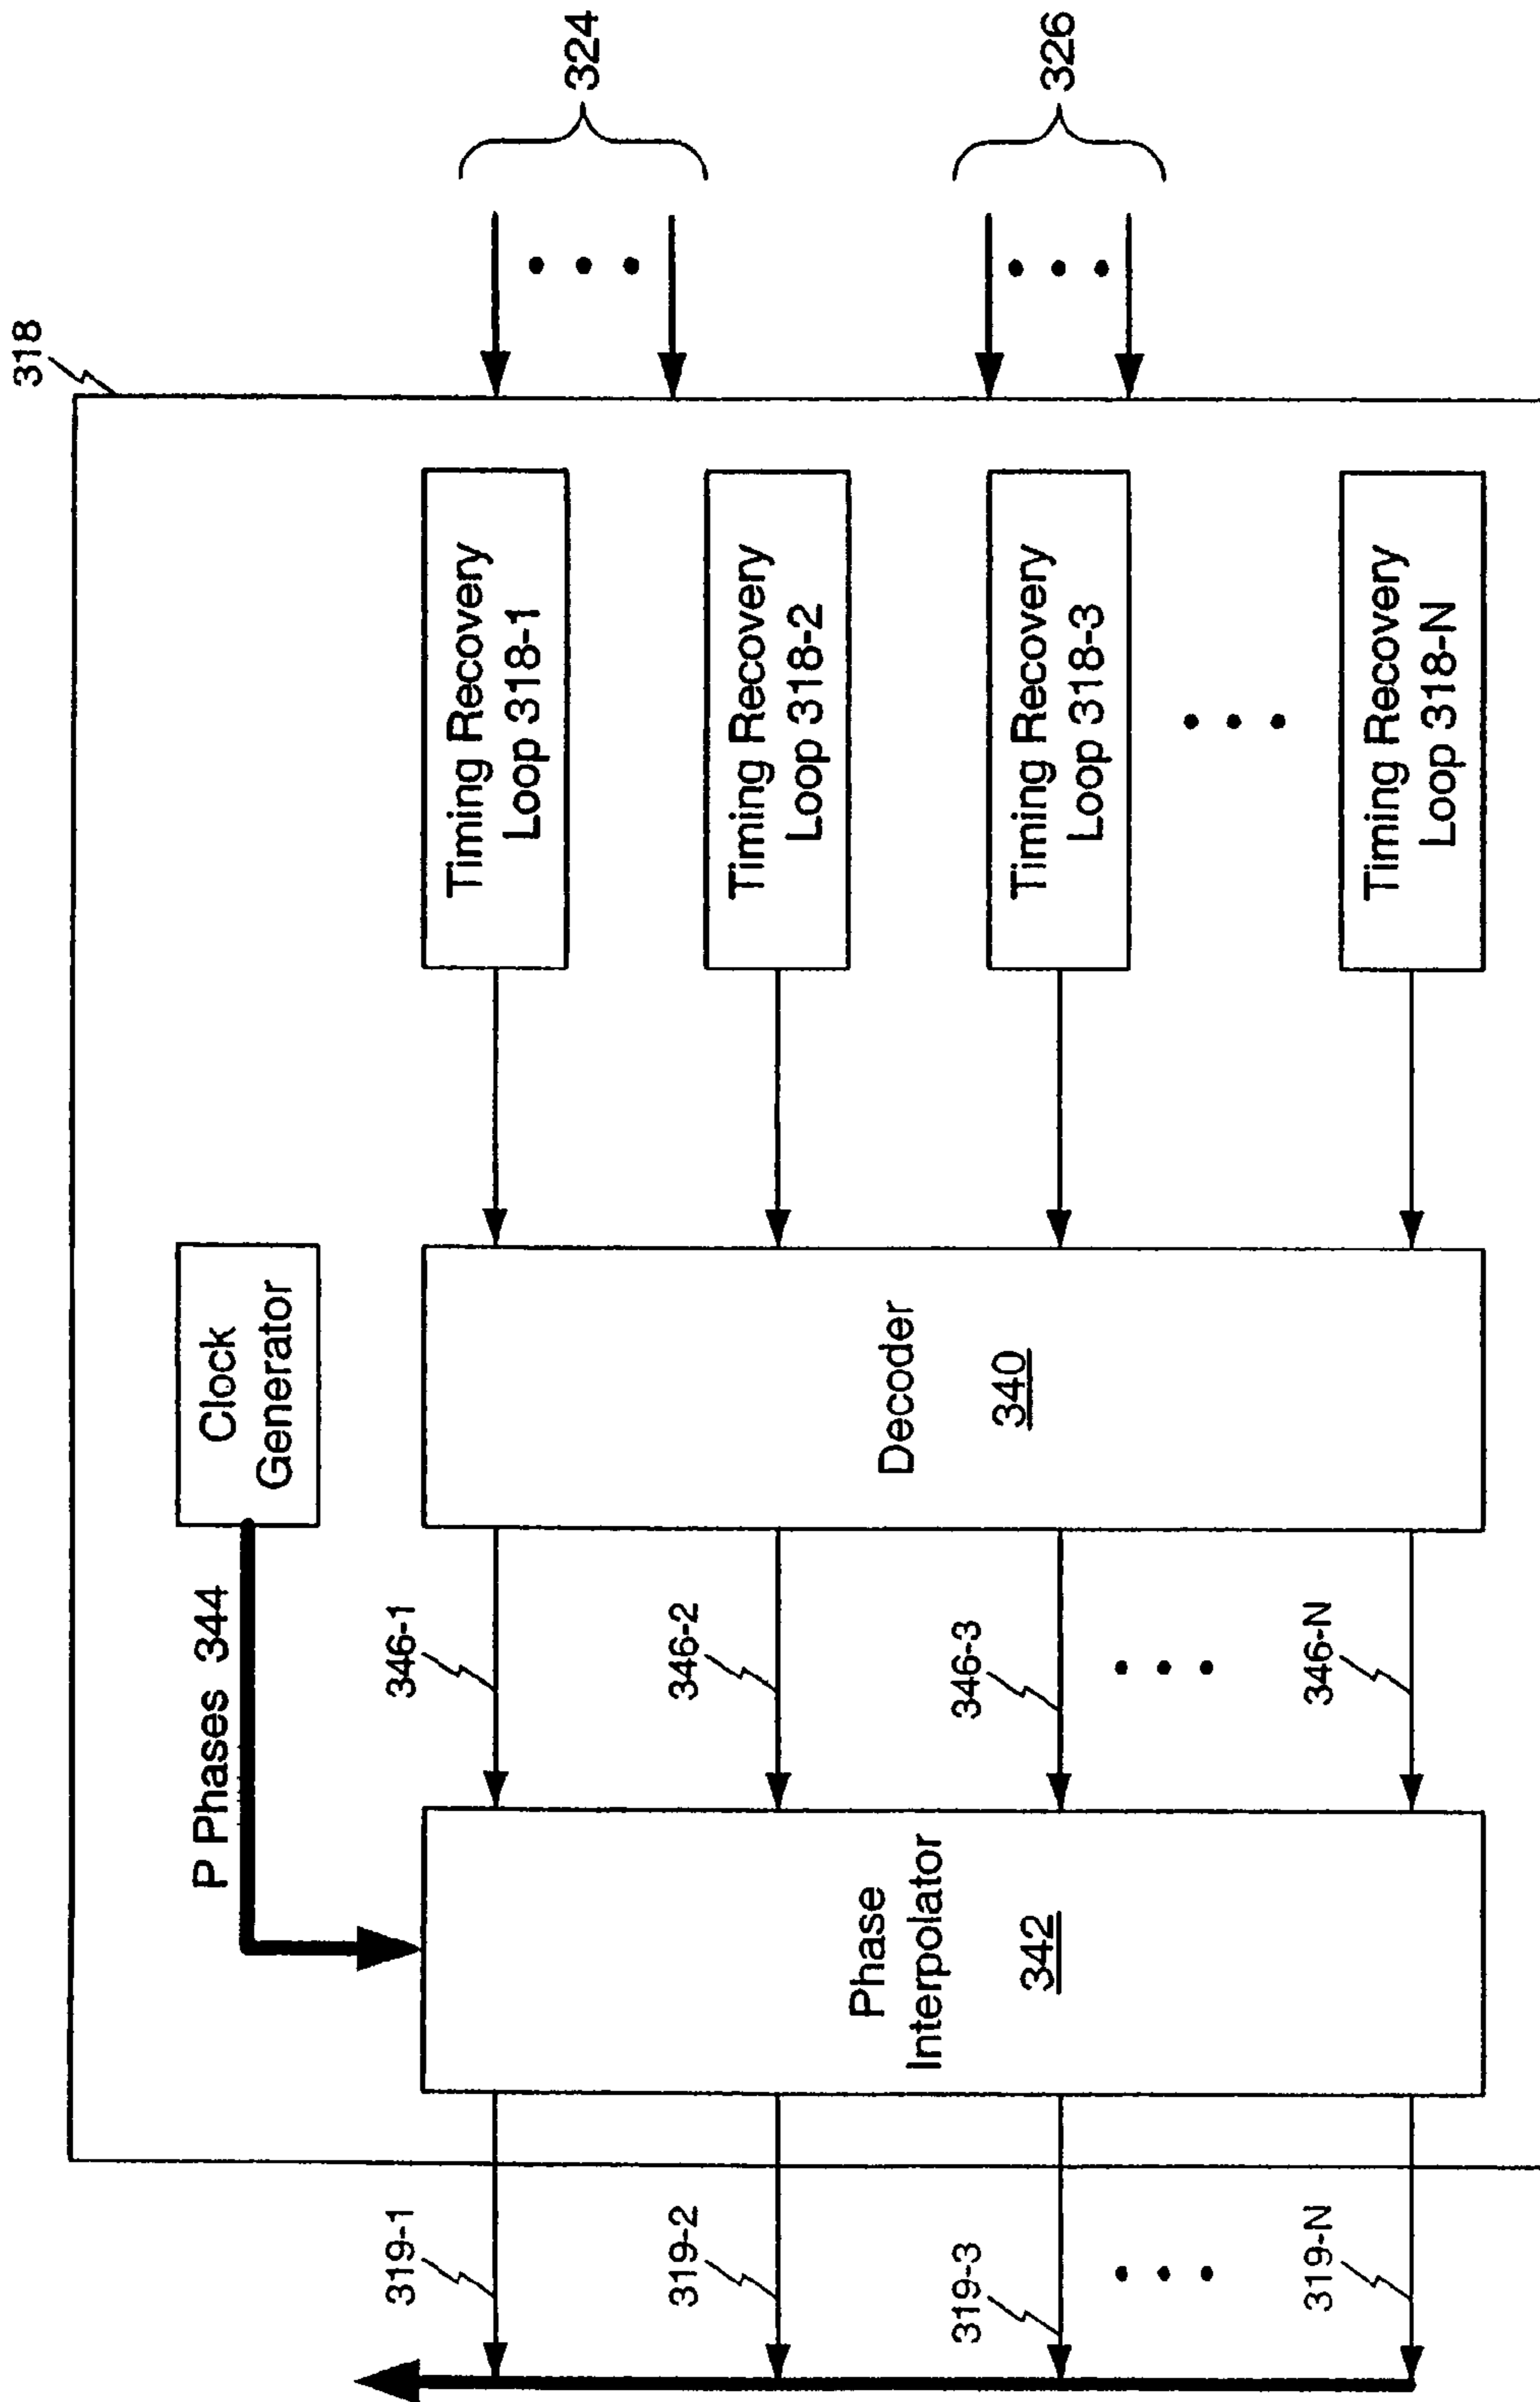 318
324
326
Timing Recovery
Loop 318-1
Timing Recovery
Loop 318-2
Timing Recovery
Loop 318-3
Timing Recovery
Loop 318-N
Clock
Generator
Decoder
340
P Phases 344
346-1
346-2
346-3
346-N
Phase
Interpolator
342
319-1
319-2
319-3
319-N